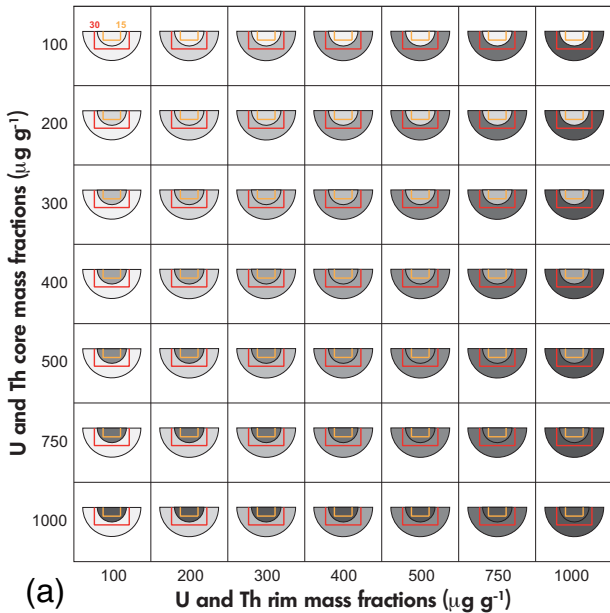 30 15
100
200
300
400
500
750
1000
U and Th core mass fractions (µg g⁻¹)
100 200 300 400 500 750 1000
(a)
U and Th rim mass fractions (µg g⁻¹)